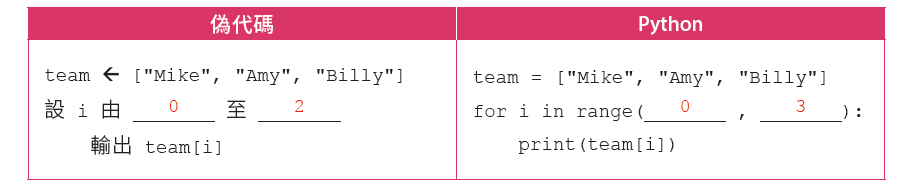 偽代碼
team ← ["Mike", "Amy", "Billy"]
設 i 由 0 至 2
輸出 team[i]
Python
team = ["Mike", "Amy", "Billy"]
for i in range( 0 , 3 ):
print(team[i])